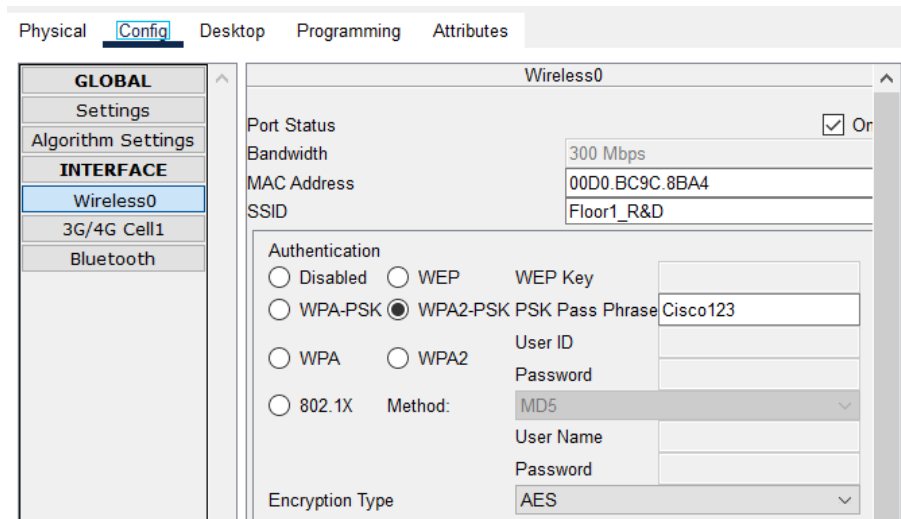 Physical Config Desktop Programming Attributes
GLOBAL
Settings
Algorithm Settings
INTERFACE
Wireless0
3G/4G Cell1
Bluetooth
Wireless0
Port Status On
Bandwidth 300 Mbps
MAC Address 00D0.BC9C.8BA4
SSID Floor1_R&D
Authentication
Disabled WEP WEP Key
WPA-PSK WPA2-PSK PSK Pass Phrase Cisco123
User ID
WPA WPA2
Password
802.1X Method: MD5
User Name
Password
Encryption Type AES